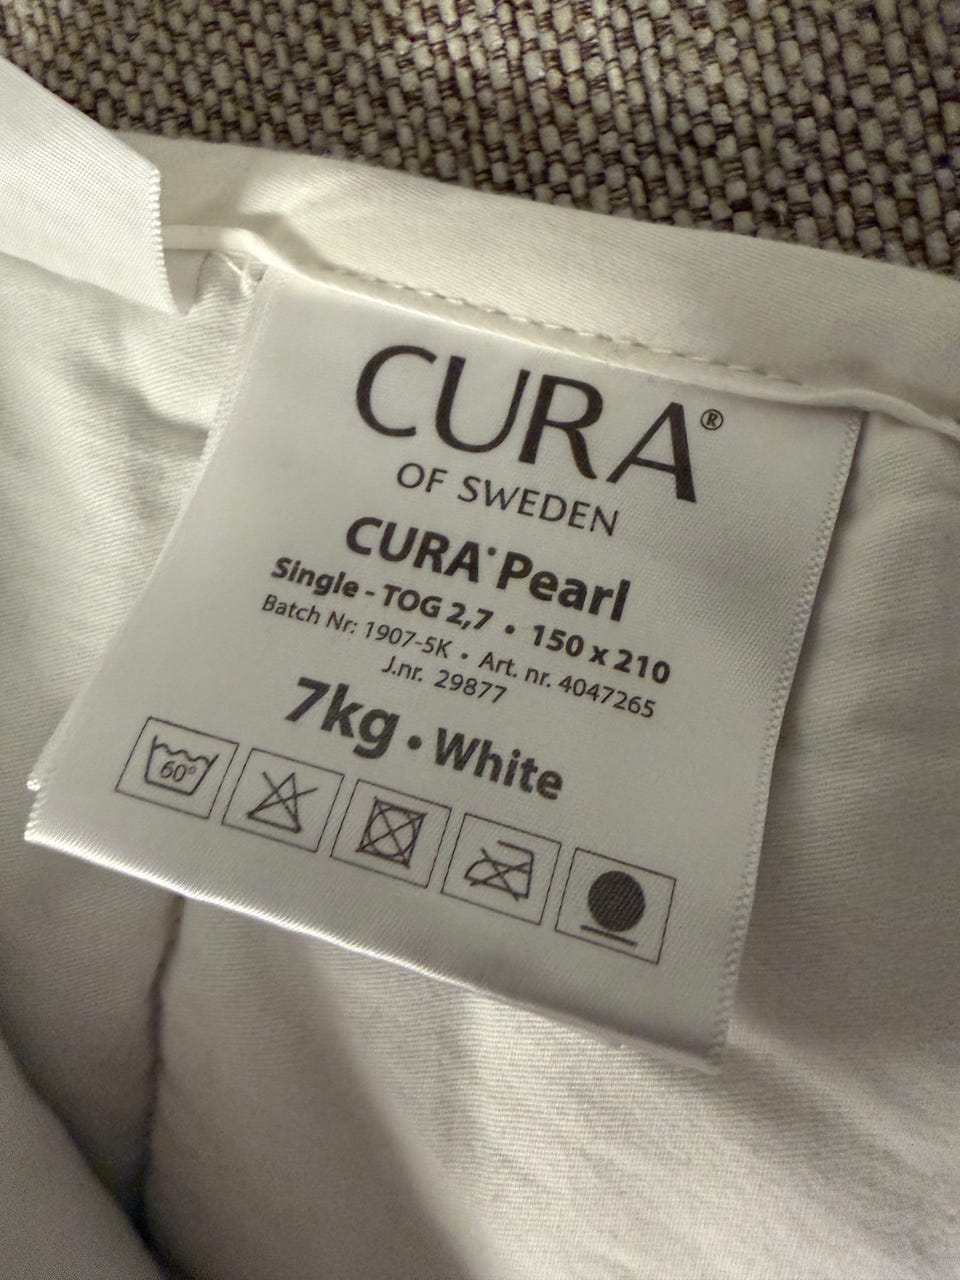 CURA®
OF SWEDEN
CURA® Pearl
Single - TOG 2,7 • 150 x 210
Batch Nr: 1907-5K • Art. nr. 4047265
J.nr. 29877
7kg • White
60°